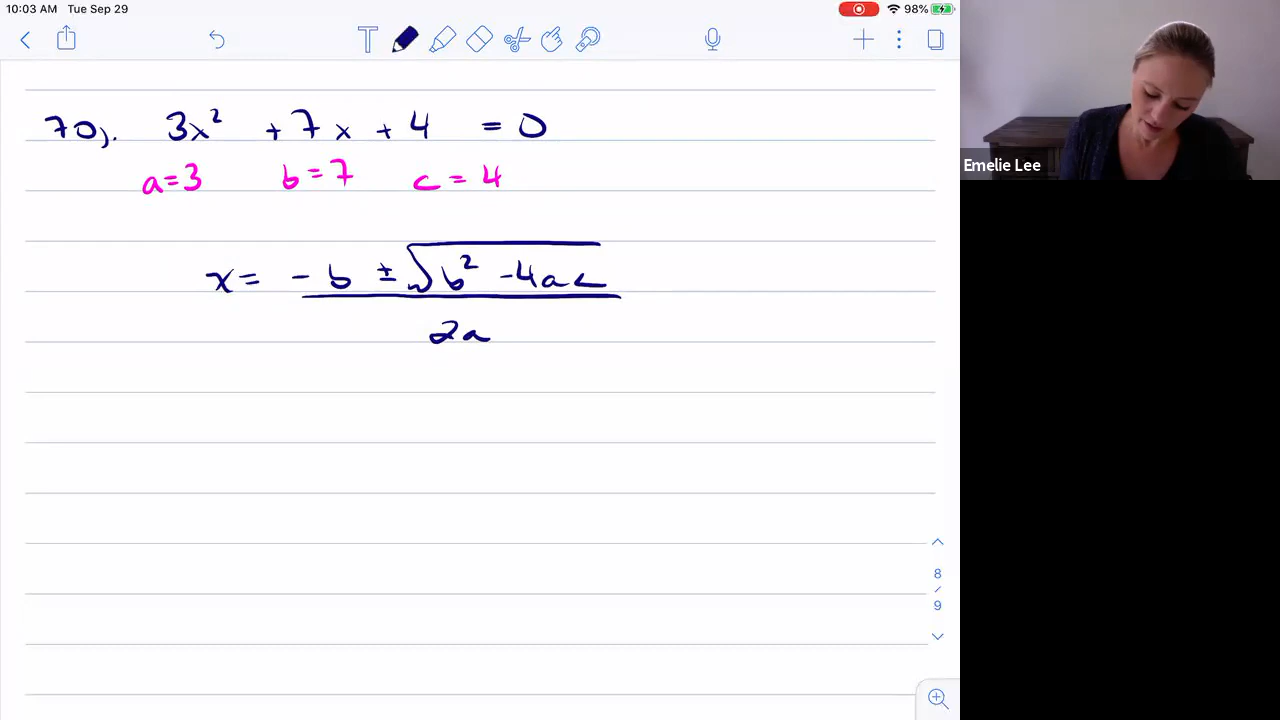 10:03 AM Tue Sep 29
98%
T
70). 3x² + 7x + 4 = 0
a=3 b=7 c=4
x = -b ± √b² -4ac
2a
Emelie Lee
8
/
9